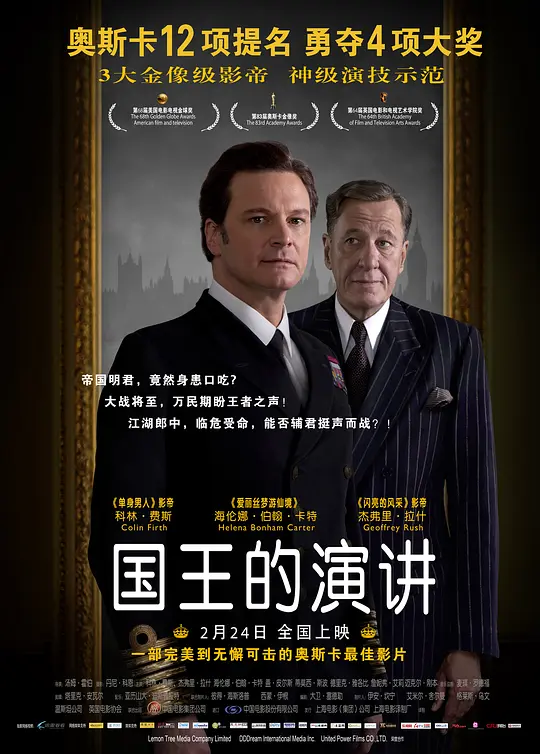 奥斯卡12项提名 勇夺4项大奖
3大金像级影帝 神级演技示范
第68届美国电影电视金球奖
The 68th Golden Globe Awards
American film and television
第83届奥斯卡金像奖
The 83rd Academy Awards
第64届英国电影和电视艺术学院奖
The 64th British Academy
of Film and Television Arts Awards
帝国明君，竟然身患口吃？
大战将至，万民期盼王者之声！
江湖郎中，临危受命，能否辅君挺声而战？！
《单身男人》影帝
科林·费斯
Colin Firth
《爱丽丝梦游仙境》
海伦娜·伯翰·卡特
Helena Bonham Carter
《闪亮的风采》影帝
杰弗里·拉什
Geoffrey Rush
国王的演讲
2月24日 全国上映
一部完美到无懈可击的奥斯卡最佳影片
Lemon Tree Media Company Limited DDDream International Media Inc. United Power Films CO.,LTD.